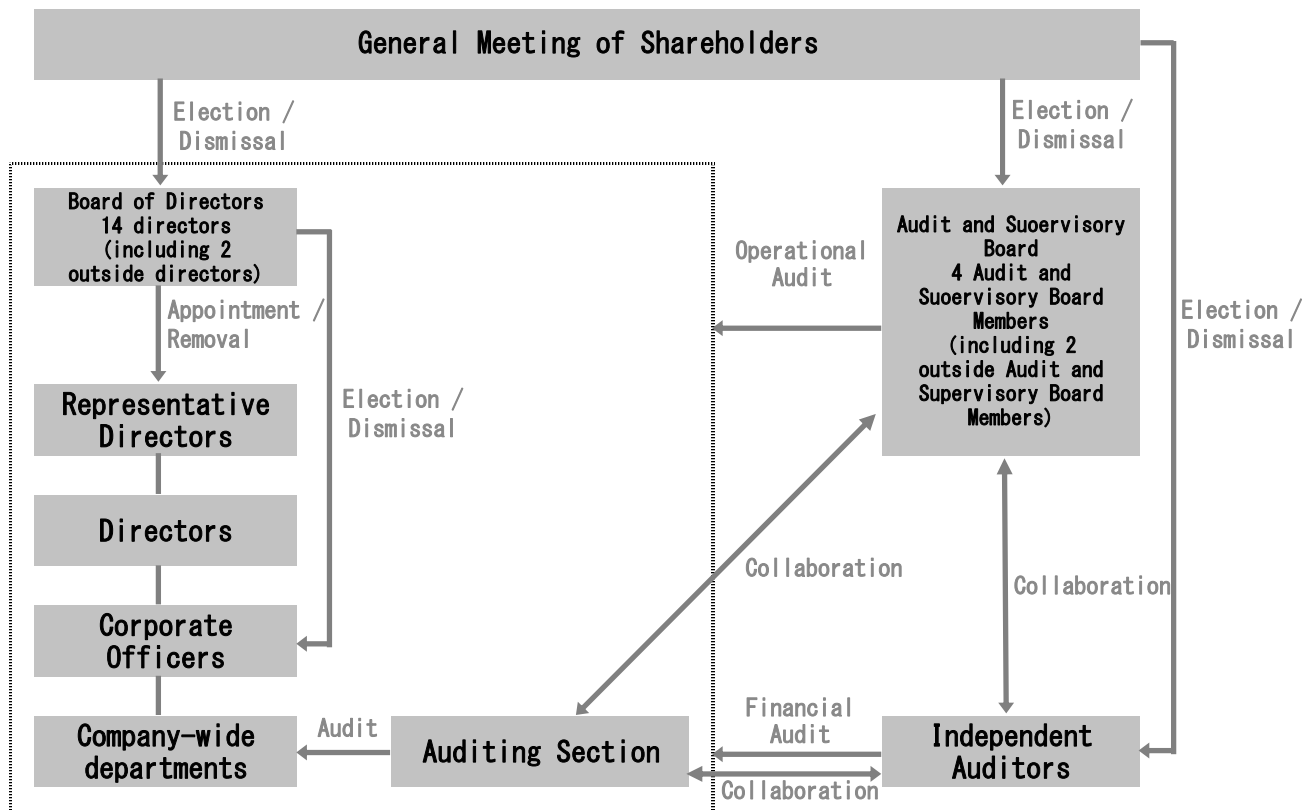 General Meeting of Shareholders
Election /
Dismissal
Election /
Dismissal
Board of Directors
14 directors
(including 2
outside directors)
Audit and Suoervisory
Board
4 Audit and
Suoervisory Board
Members
(including 2
outside Audit and
Supervisory Board
Members)
Operational
Audit
Election /
Dismissal
Appointment /
Removal
Representative
Directors
Election /
Dismissal
Directors
Collaboration
Collaboration
Corporate
Officers
Company-wide
departments
Audit
Auditing Section
Financial
Audit
Collaboration
Independent
Auditors